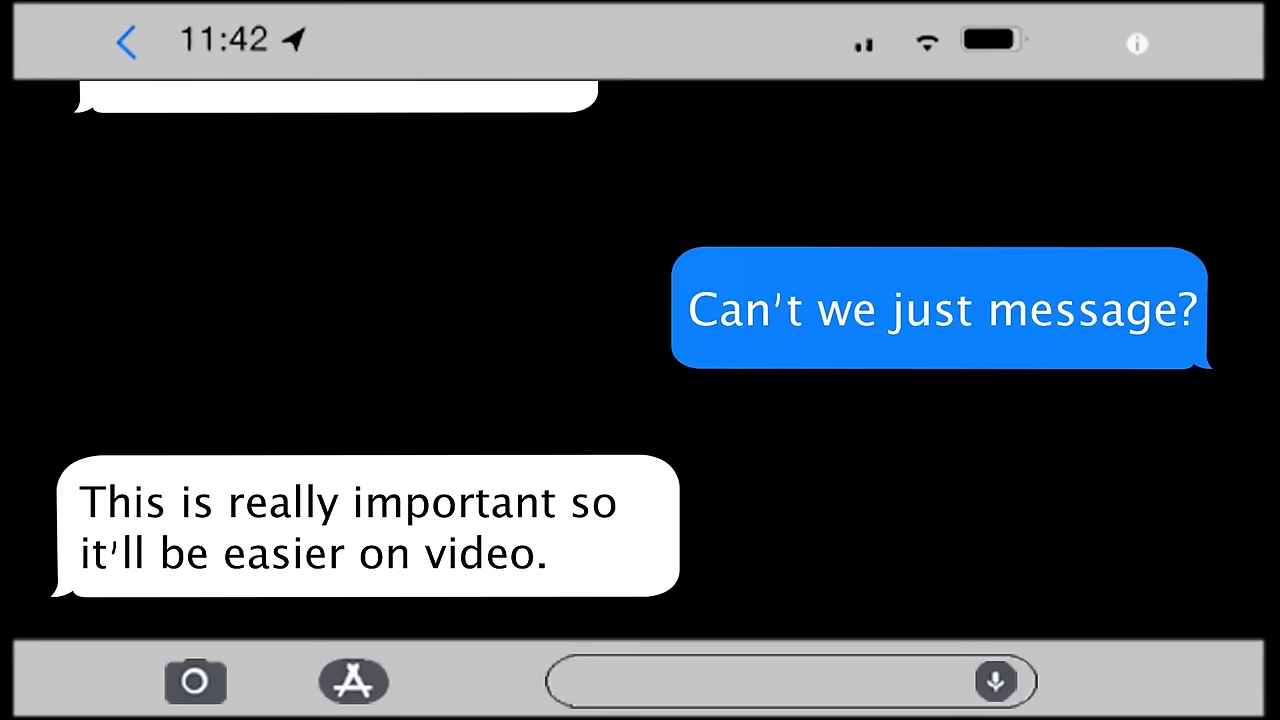 11:42
Can't we just message?
This is really important so
it'll be easier on video.